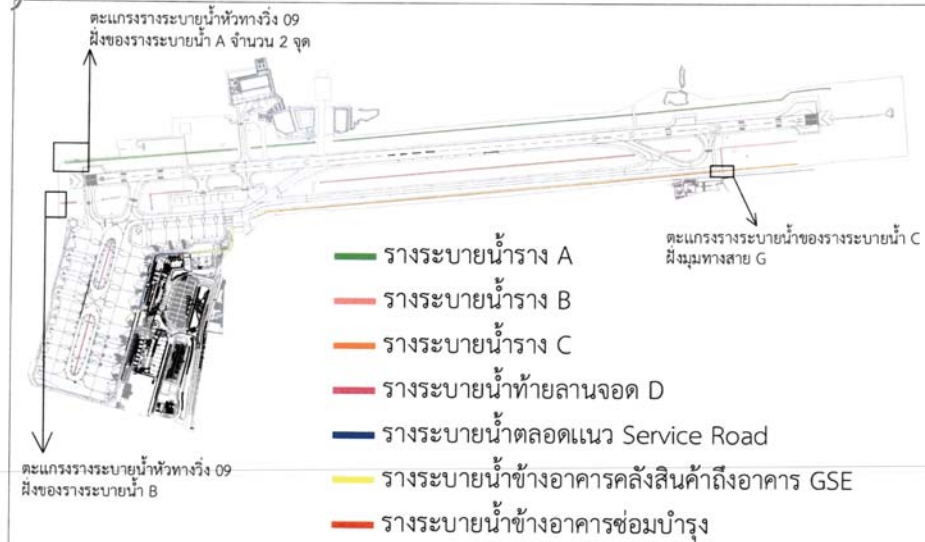 ตะแกรงรางระบายน้ำหัวทางวิ่ง 09
ฝั่งของรางระบายน้ำ A จำนวน 2 จุด
ตะแกรงรางระบายน้ำของรางระบายน้ำ C
ฝั่งมุมทางสาย G
รางระบายน้ำราง A
รางระบายน้ำราง B
รางระบายน้ำราง C
รางระบายน้ำท้ายลานจอด D
รางระบายน้ำตลอดแนว Service Road
รางระบายน้ำข้างอาคารคลังสินค้าถึงอาคาร GSE
รางระบายน้ำข้างอาคารซ่อมบำรุง
ตะแกรงรางระบายน้ำหัวทางวิ่ง 09
ฝั่งของรางระบายน้ำ B